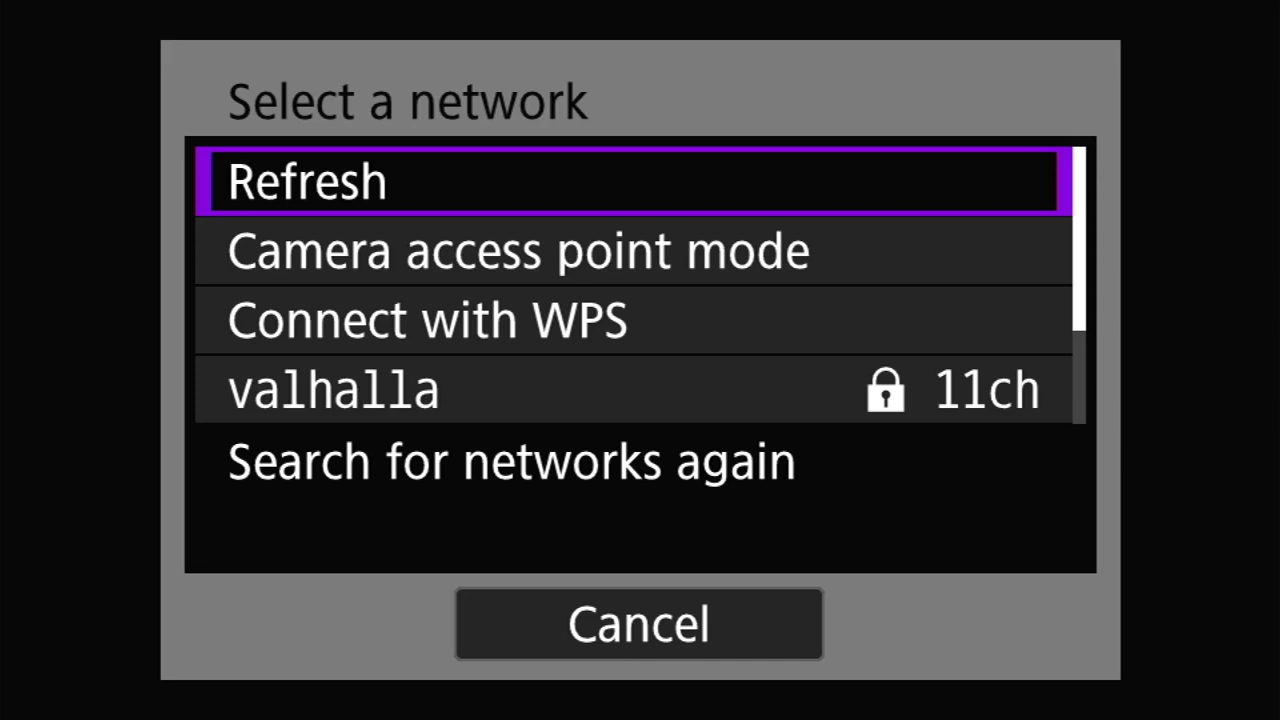 Select a network
Refresh
Camera access point mode
Connect with WPS
valhalla 11ch
Search for networks again
Cancel